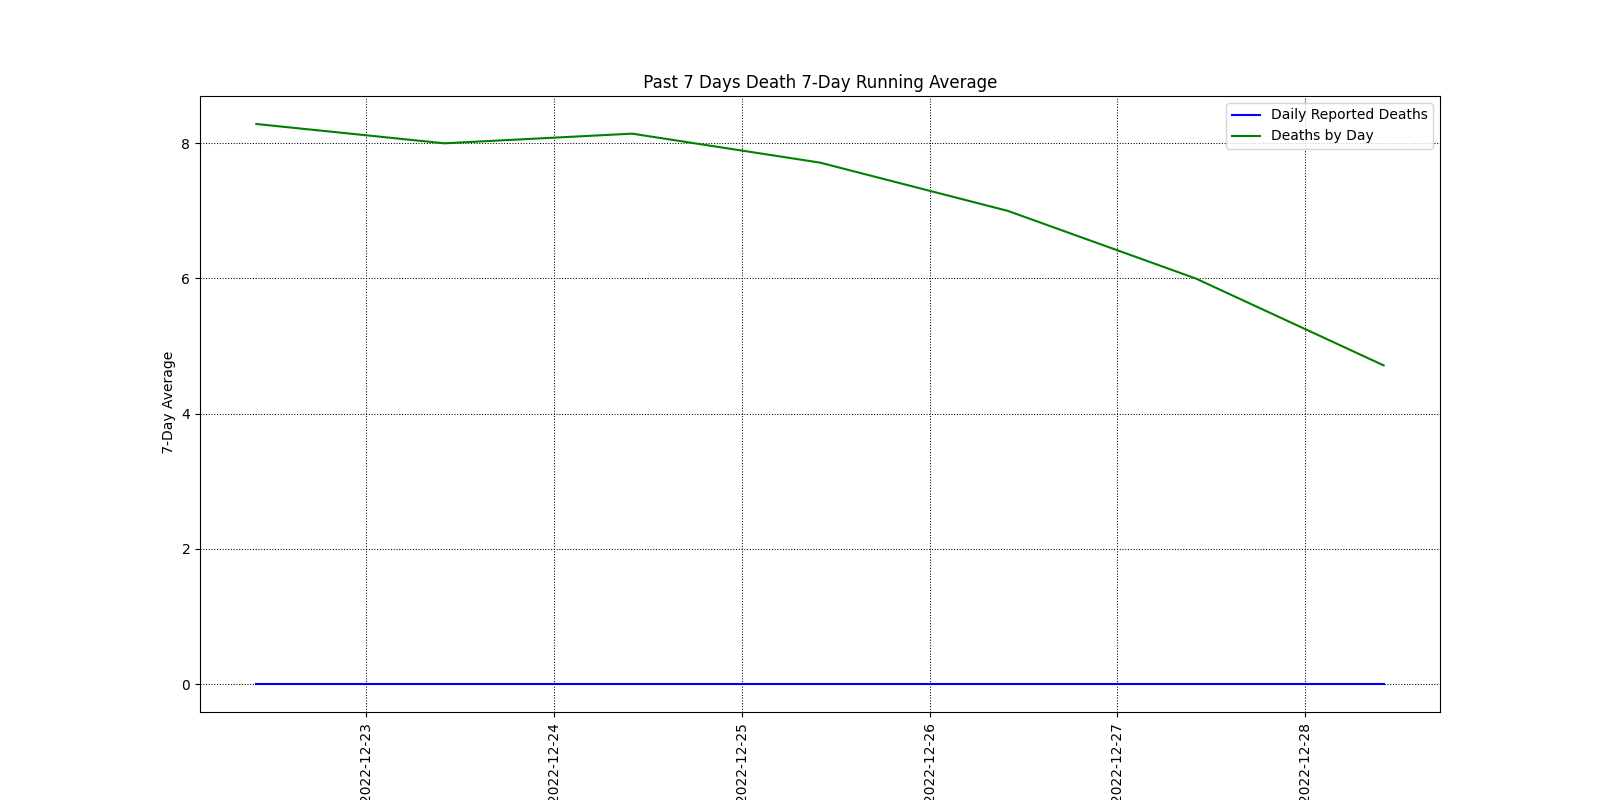 Past 7 Days Death 7-Day Running Average
Daily Reported Deaths
Deaths by Day
7-Day Average
8
6
4
2
0
2022-12-23
2022-12-24
2022-12-25
2022-12-26
2022-12-27
2022-12-28